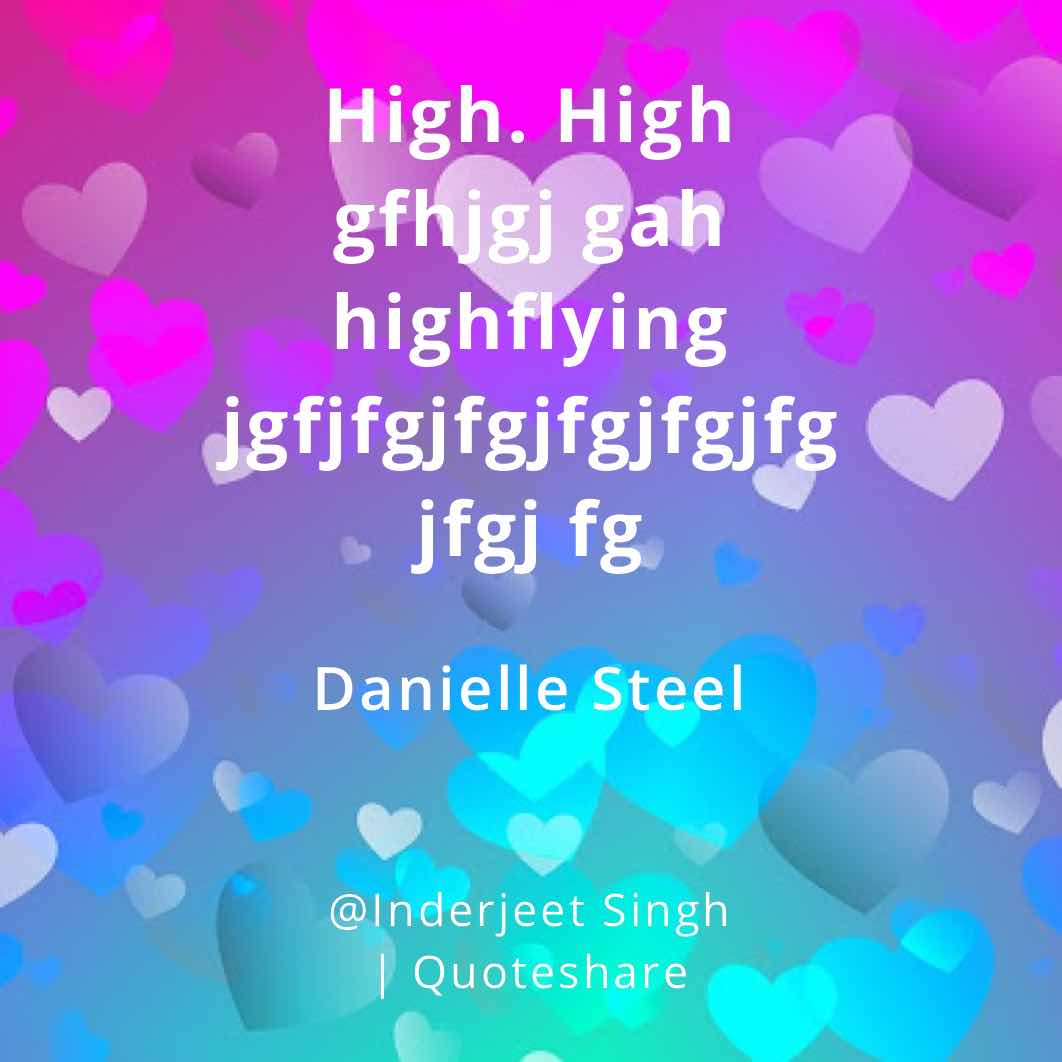 High. High
gfhjgj gah
highflying
jgfjfgjfgjfgjfgjfg
jfgj fg
Danielle Steel
@Inderjeet Singh
| Quoteshare